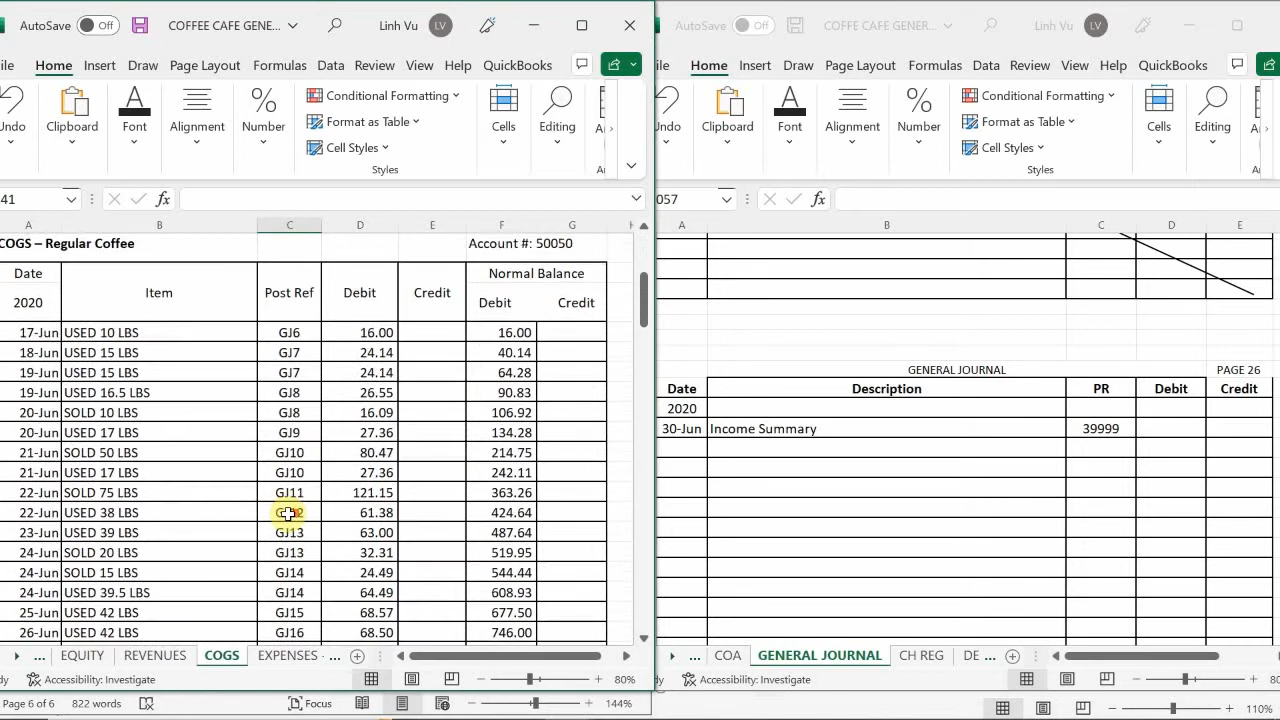 AutoSave Off COFFEE CAFE GENER... Linh Vu LV
ile Home Insert Draw Page Layout Formulas Data Review View Help QuickBooks
Undo Clipboard Font Alignment Number Conditional Formatting Format as Table Cell Styles Styles Cells Editing
41 fx
A B C D E F G
COGS – Regular Coffee Account #: 50050
Date Item Post Ref Debit Credit Normal Balance
2020 Debit Credit
17-Jun USED 10 LBS GJ6 16.00 16.00
18-Jun USED 15 LBS GJ7 24.14 40.14
19-Jun USED 15 LBS GJ7 24.14 64.28
19-Jun USED 16.5 LBS GJ8 26.55 90.83
20-Jun SOLD 10 LBS GJ8 16.09 106.92
20-Jun USED 17 LBS GJ9 27.36 134.28
21-Jun SOLD 50 LBS GJ10 80.47 214.75
21-Jun USED 17 LBS GJ10 27.36 242.11
22-Jun SOLD 75 LBS GJ11 121.15 363.26
22-Jun USED 38 LBS 61.38 424.64
23-Jun USED 39 LBS GJ13 63.00 487.64
24-Jun SOLD 20 LBS GJ13 32.31 519.95
24-Jun SOLD 15 LBS GJ14 24.49 544.44
24-Jun USED 39.5 LBS GJ14 64.49 608.93
25-Jun USED 42 LBS GJ15 68.57 677.50
26-Jun USED 42 LBS GJ16 68.50 746.00
... EQUITY REVENUES COGS EXPENSES - ...
dy Accessibility: Investigate 80%
Page 6 of 6 822 words Focus 144%
AutoSave Off COFFE CAFE GENER... Linh Vu LV
ile Home Insert Draw Page Layout Formulas Data Review View Help QuickBooks
Undo Clipboard Font Alignment Number Conditional Formatting Format as Table Cell Styles Styles Cells Editing
057 fx
A B C D E
GENERAL JOURNAL PAGE 26
Date Description PR Debit Credit
2020
30-Jun Income Summary 39999
... COA GENERAL JOURNAL CH REG DE ...
dy Accessibility: Investigate 80
110%